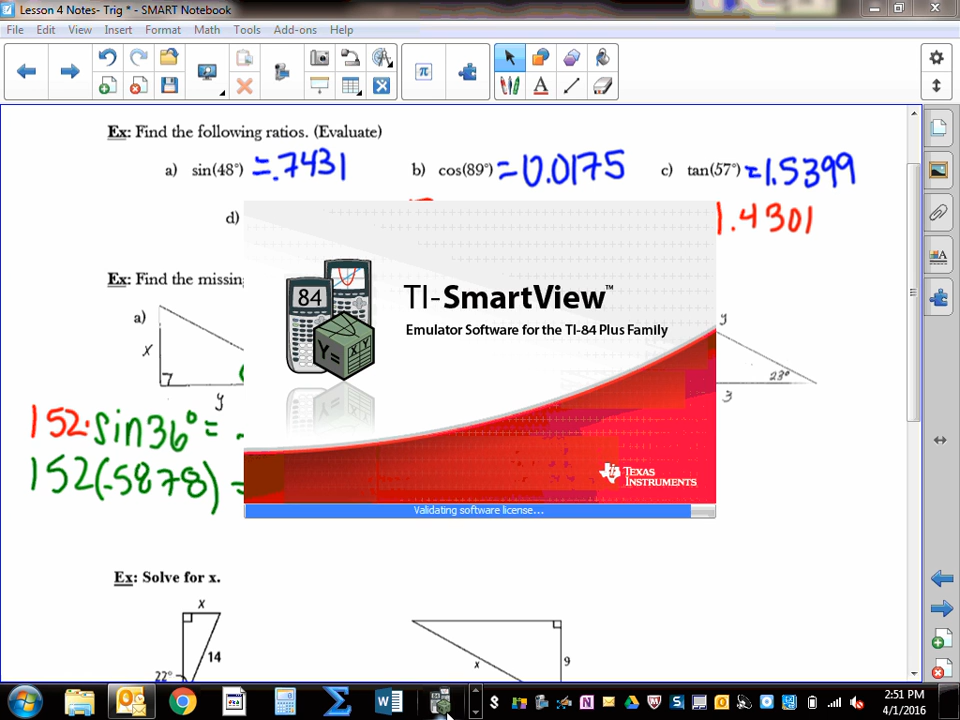 Lesson 4 Notes- Trig * - SMART Notebook
File Edit View Insert Format Math Tools Add-ons Help
Ex: Find the following ratios. (Evaluate)
a) sin(48°) = .7431 b) cos(89°) = 0.0175 c) tan(57°) = 1.5399
d) 1.4301
Ex: Find the missin
a)
x
7
y
y
23°
3
152·sin36° =
152(.5878) =
84
Y=
X Y
TI-SmartView™
Emulator Software for the TI-84 Plus Family
TEXAS INSTRUMENTS
Validating software license...
Ex: Solve for x.
x
14
22°
x
9
2:51 PM
4/1/2016